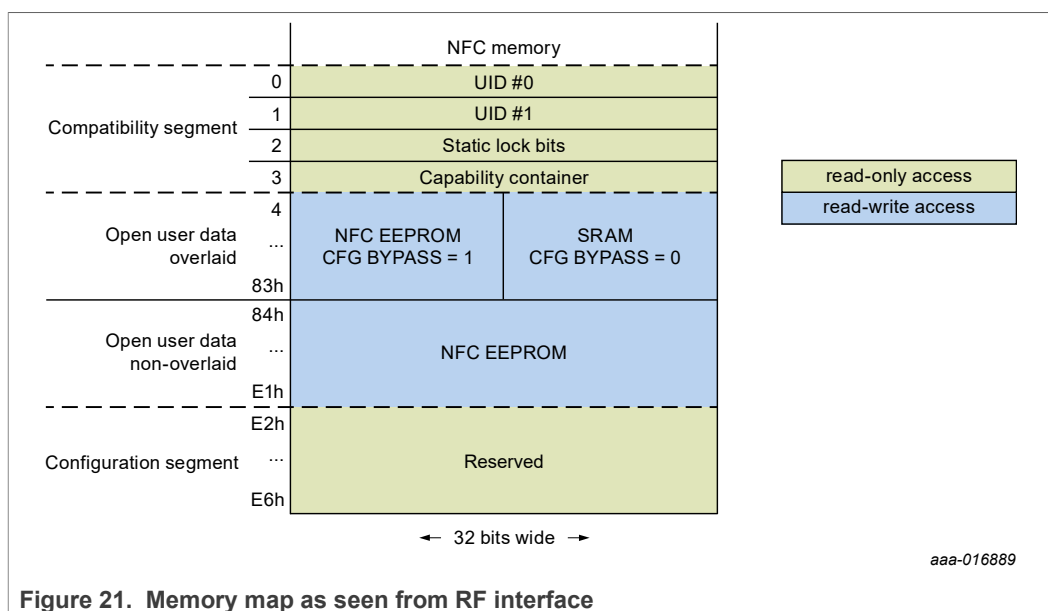 NFC memory
0
UID #0
Compatibility segment
1
UID #1
2
Static lock bits
3
Capability container
read-only access
read-write access
Open user data
overlaid
4
...
83h
NFC EEPROM
CFG BYPASS = 1
SRAM
CFG BYPASS = 0
Open user data
non-overlaid
84h
...
E1h
NFC EEPROM
Configuration segment
E2h
...
E6h
Reserved
← 32 bits wide →
aaa-016889
Figure 21. Memory map as seen from RF interface